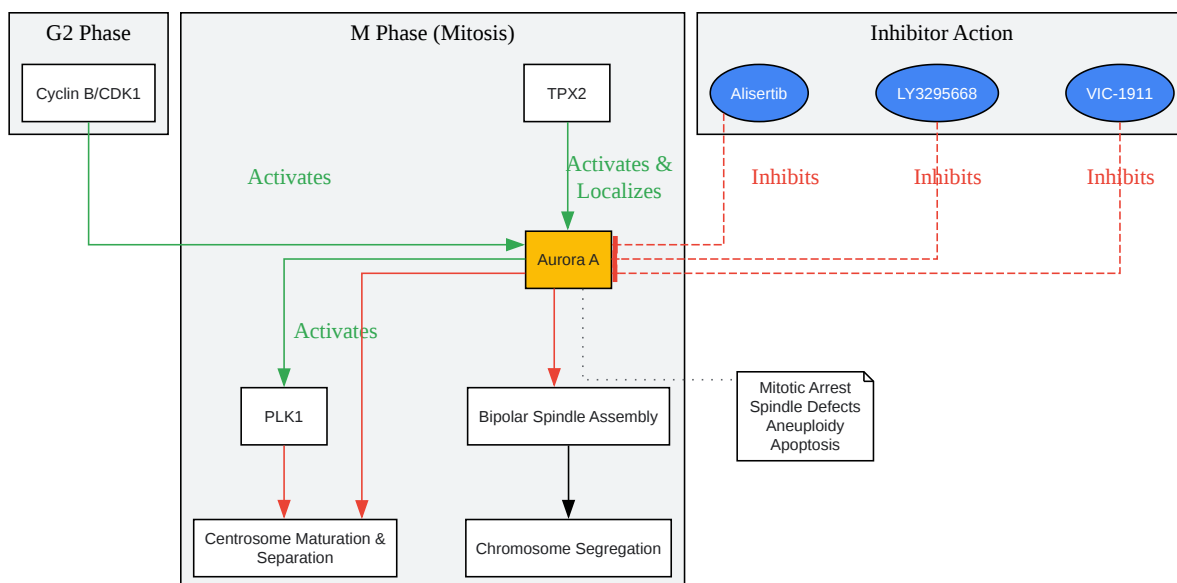 G2 Phase
M Phase (Mitosis)
Inhibitor Action
Cyclin B/CDK1
TPX2
Alisertib
LY3295668
VIC-1911
Activates
Activates &
Localizes
Inhibits
Inhibits
Inhibits
Aurora A
Activates
PLK1
Bipolar Spindle Assembly
Mitotic Arrest
Spindle Defects
Aneuploidy
Apoptosis
Centrosome Maturation &
Separation
Chromosome Segregation